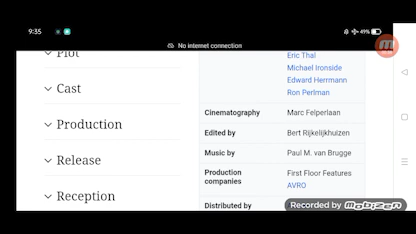 9:35
49%
No internet connection
Plot
Eric Thal
Michael Ironside
Edward Herrmann
Ron Perlman
Cast
Cinematography Marc Felperlaan
Production
Edited by Bert Rijkelijkhuizen
Music by Paul M. van Brugge
Release
Production companies First Floor Features
AVRO
Reception
Distributed by
Recorded by Mobizen